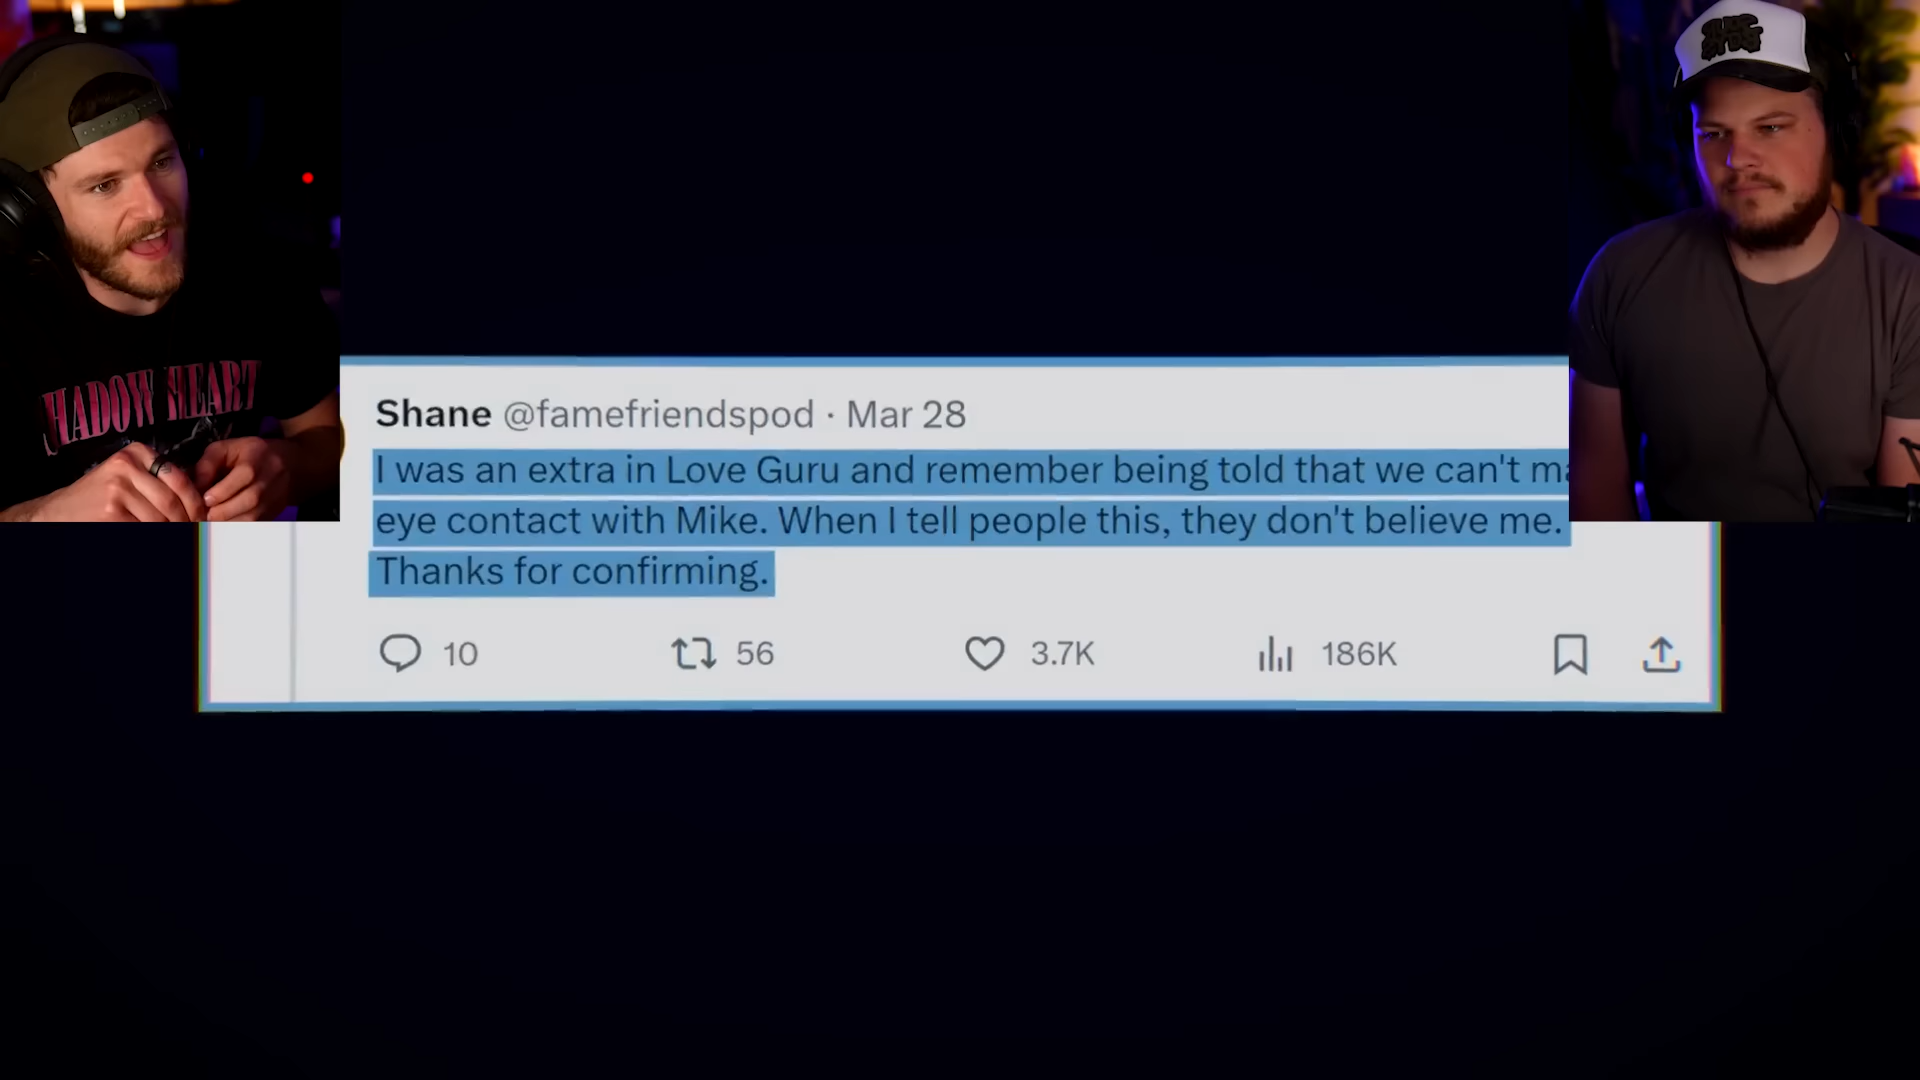 HADOW HEART
Shane @famefriendspod · Mar 28
I was an extra in Love Guru and remember being told that we can't
eye contact with Mike. When I tell people this, they don't believe me.
Thanks for confirming.
10 56 3.7K 186K